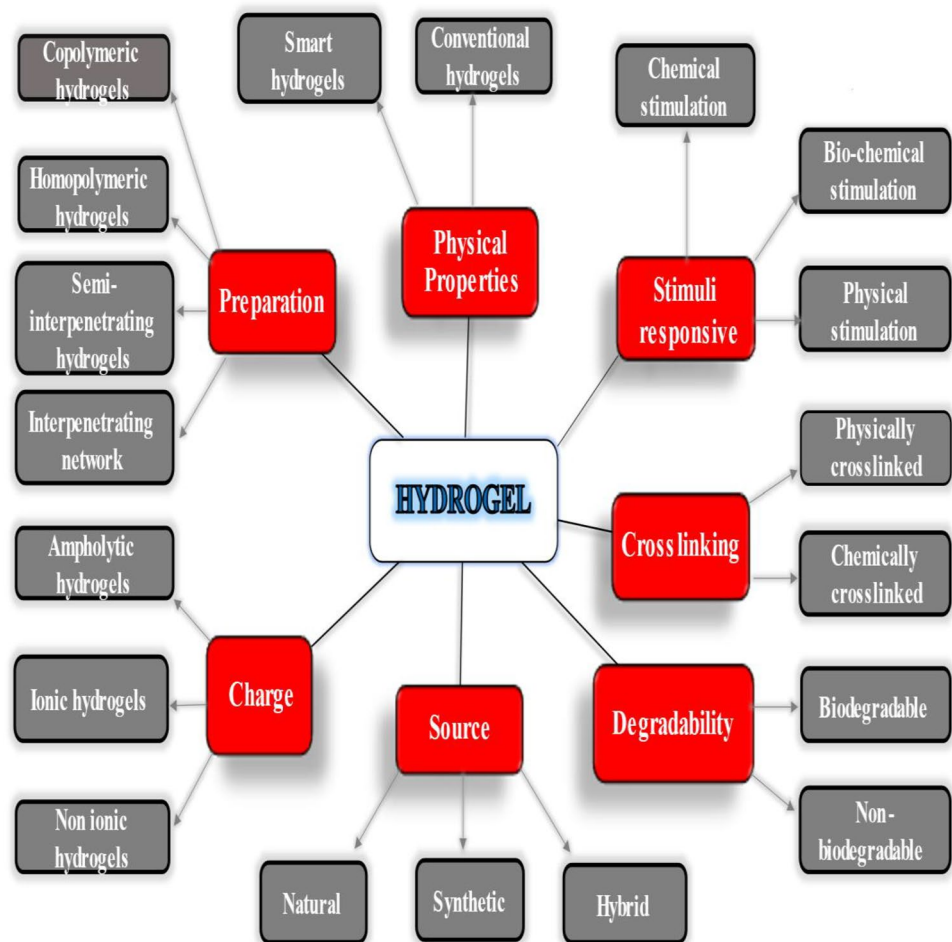 Copolymeric
hydrogels
Smart
hydrogels
Conventional
hydrogels
Chemical
stimulation
Bio-chemical
stimulation
Homopolymeric
hydrogels
Physical
Properties
Preparation
Stimuli
responsive
Semi-
interpenetrating
hydrogels
Physical
stimulation
Interpenetrating
network
Physically
crosslinked
HYDROGEL
Crosslinking
Ampholytic
hydrogels
Chemically
crosslinked
Ionic hydrogels
Charge
Source
Degradability
Biodegradable
Non ionic
hydrogels
Non-
biodegradable
Natural
Synthetic
Hybrid